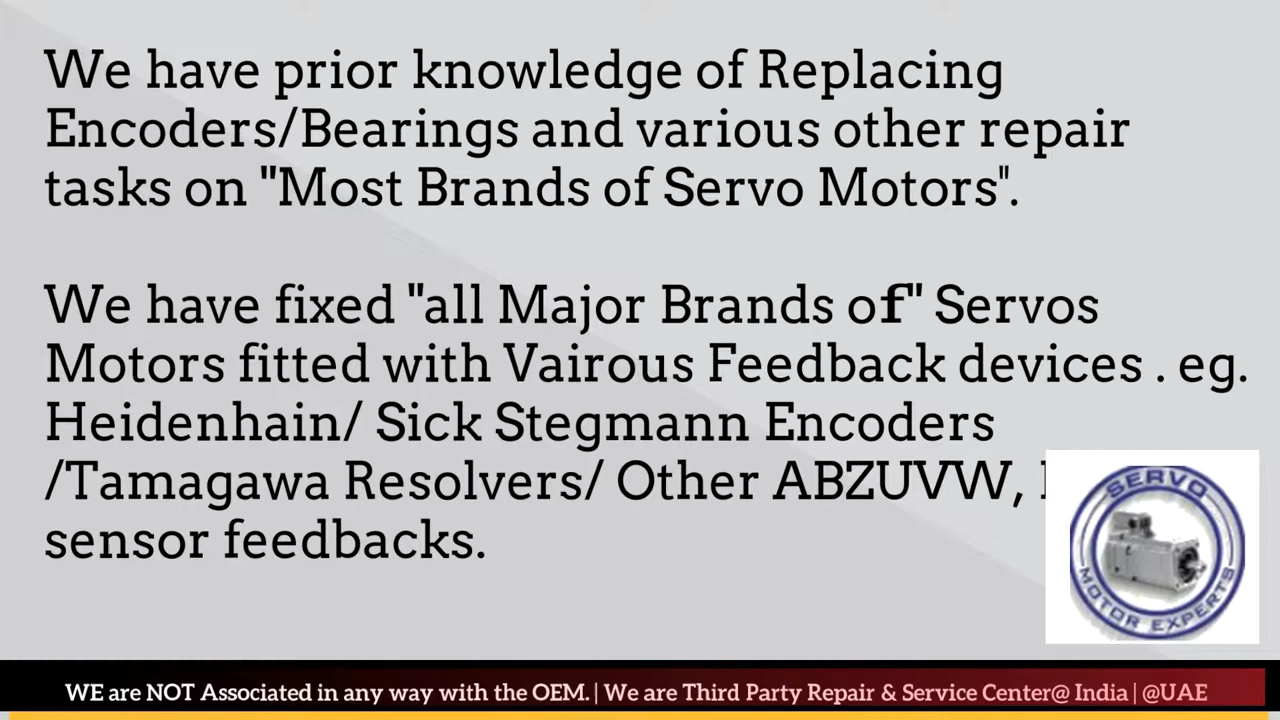 We have prior knowledge of Replacing
Encoders/Bearings and various other repair
tasks on "Most Brands of Servo Motors".
We have fixed "all Major Brands of" Servos
Motors fitted with Vairous Feedback devices . eg.
Heidenhain/ Sick Stegmann Encoders
/Tamagawa Resolvers/ Other ABZUVW,
sensor feedbacks.
SERVO
MOTOR EXPERTS
WE are NOT Associated in any way with the OEM. | We are Third Party Repair & Service Center@ India | @UAE